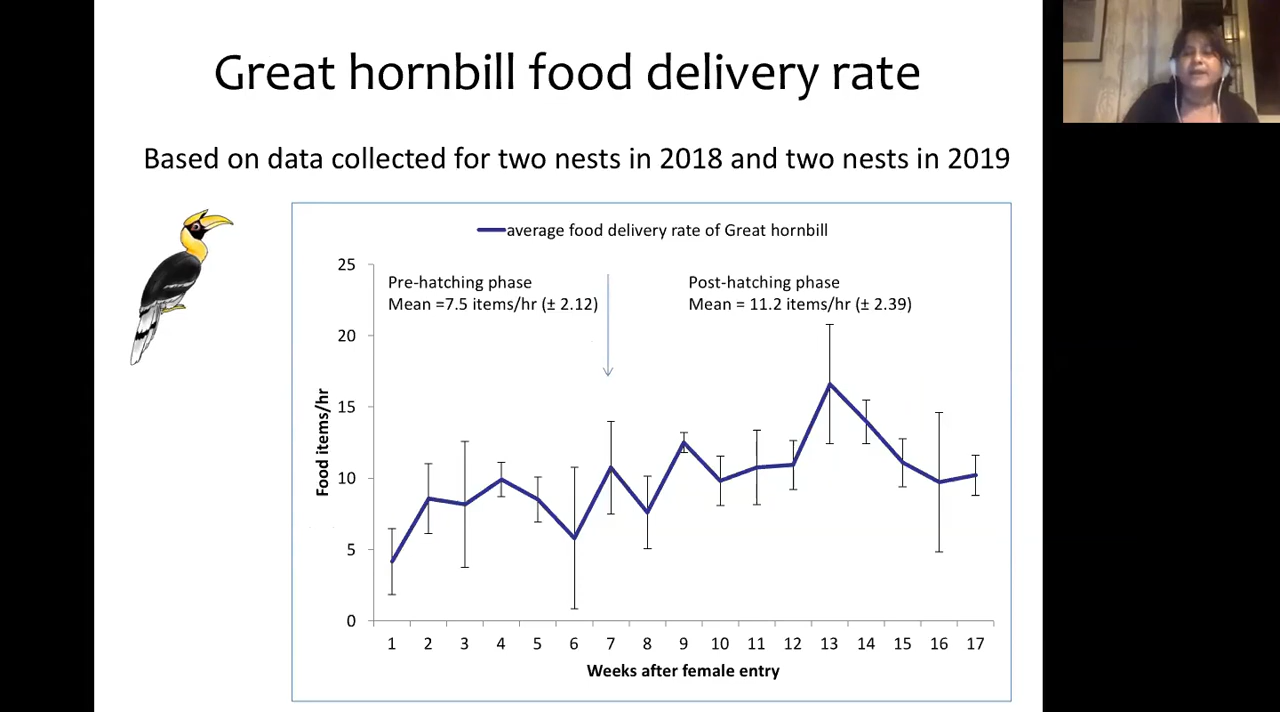 Great hornbill food delivery rate
Based on data collected for two nests in 2018 and two nests in 2019
average food delivery rate of Great hornbill
Pre-hatching phase
Mean =7.5 items/hr (± 2.12)
Post-hatching phase
Mean = 11.2 items/hr (± 2.39)
Food items/hr
25
20
15
10
5
0
1 2 3 4 5 6 7 8 9 10 11 12 13 14 15 16 17
Weeks after female entry